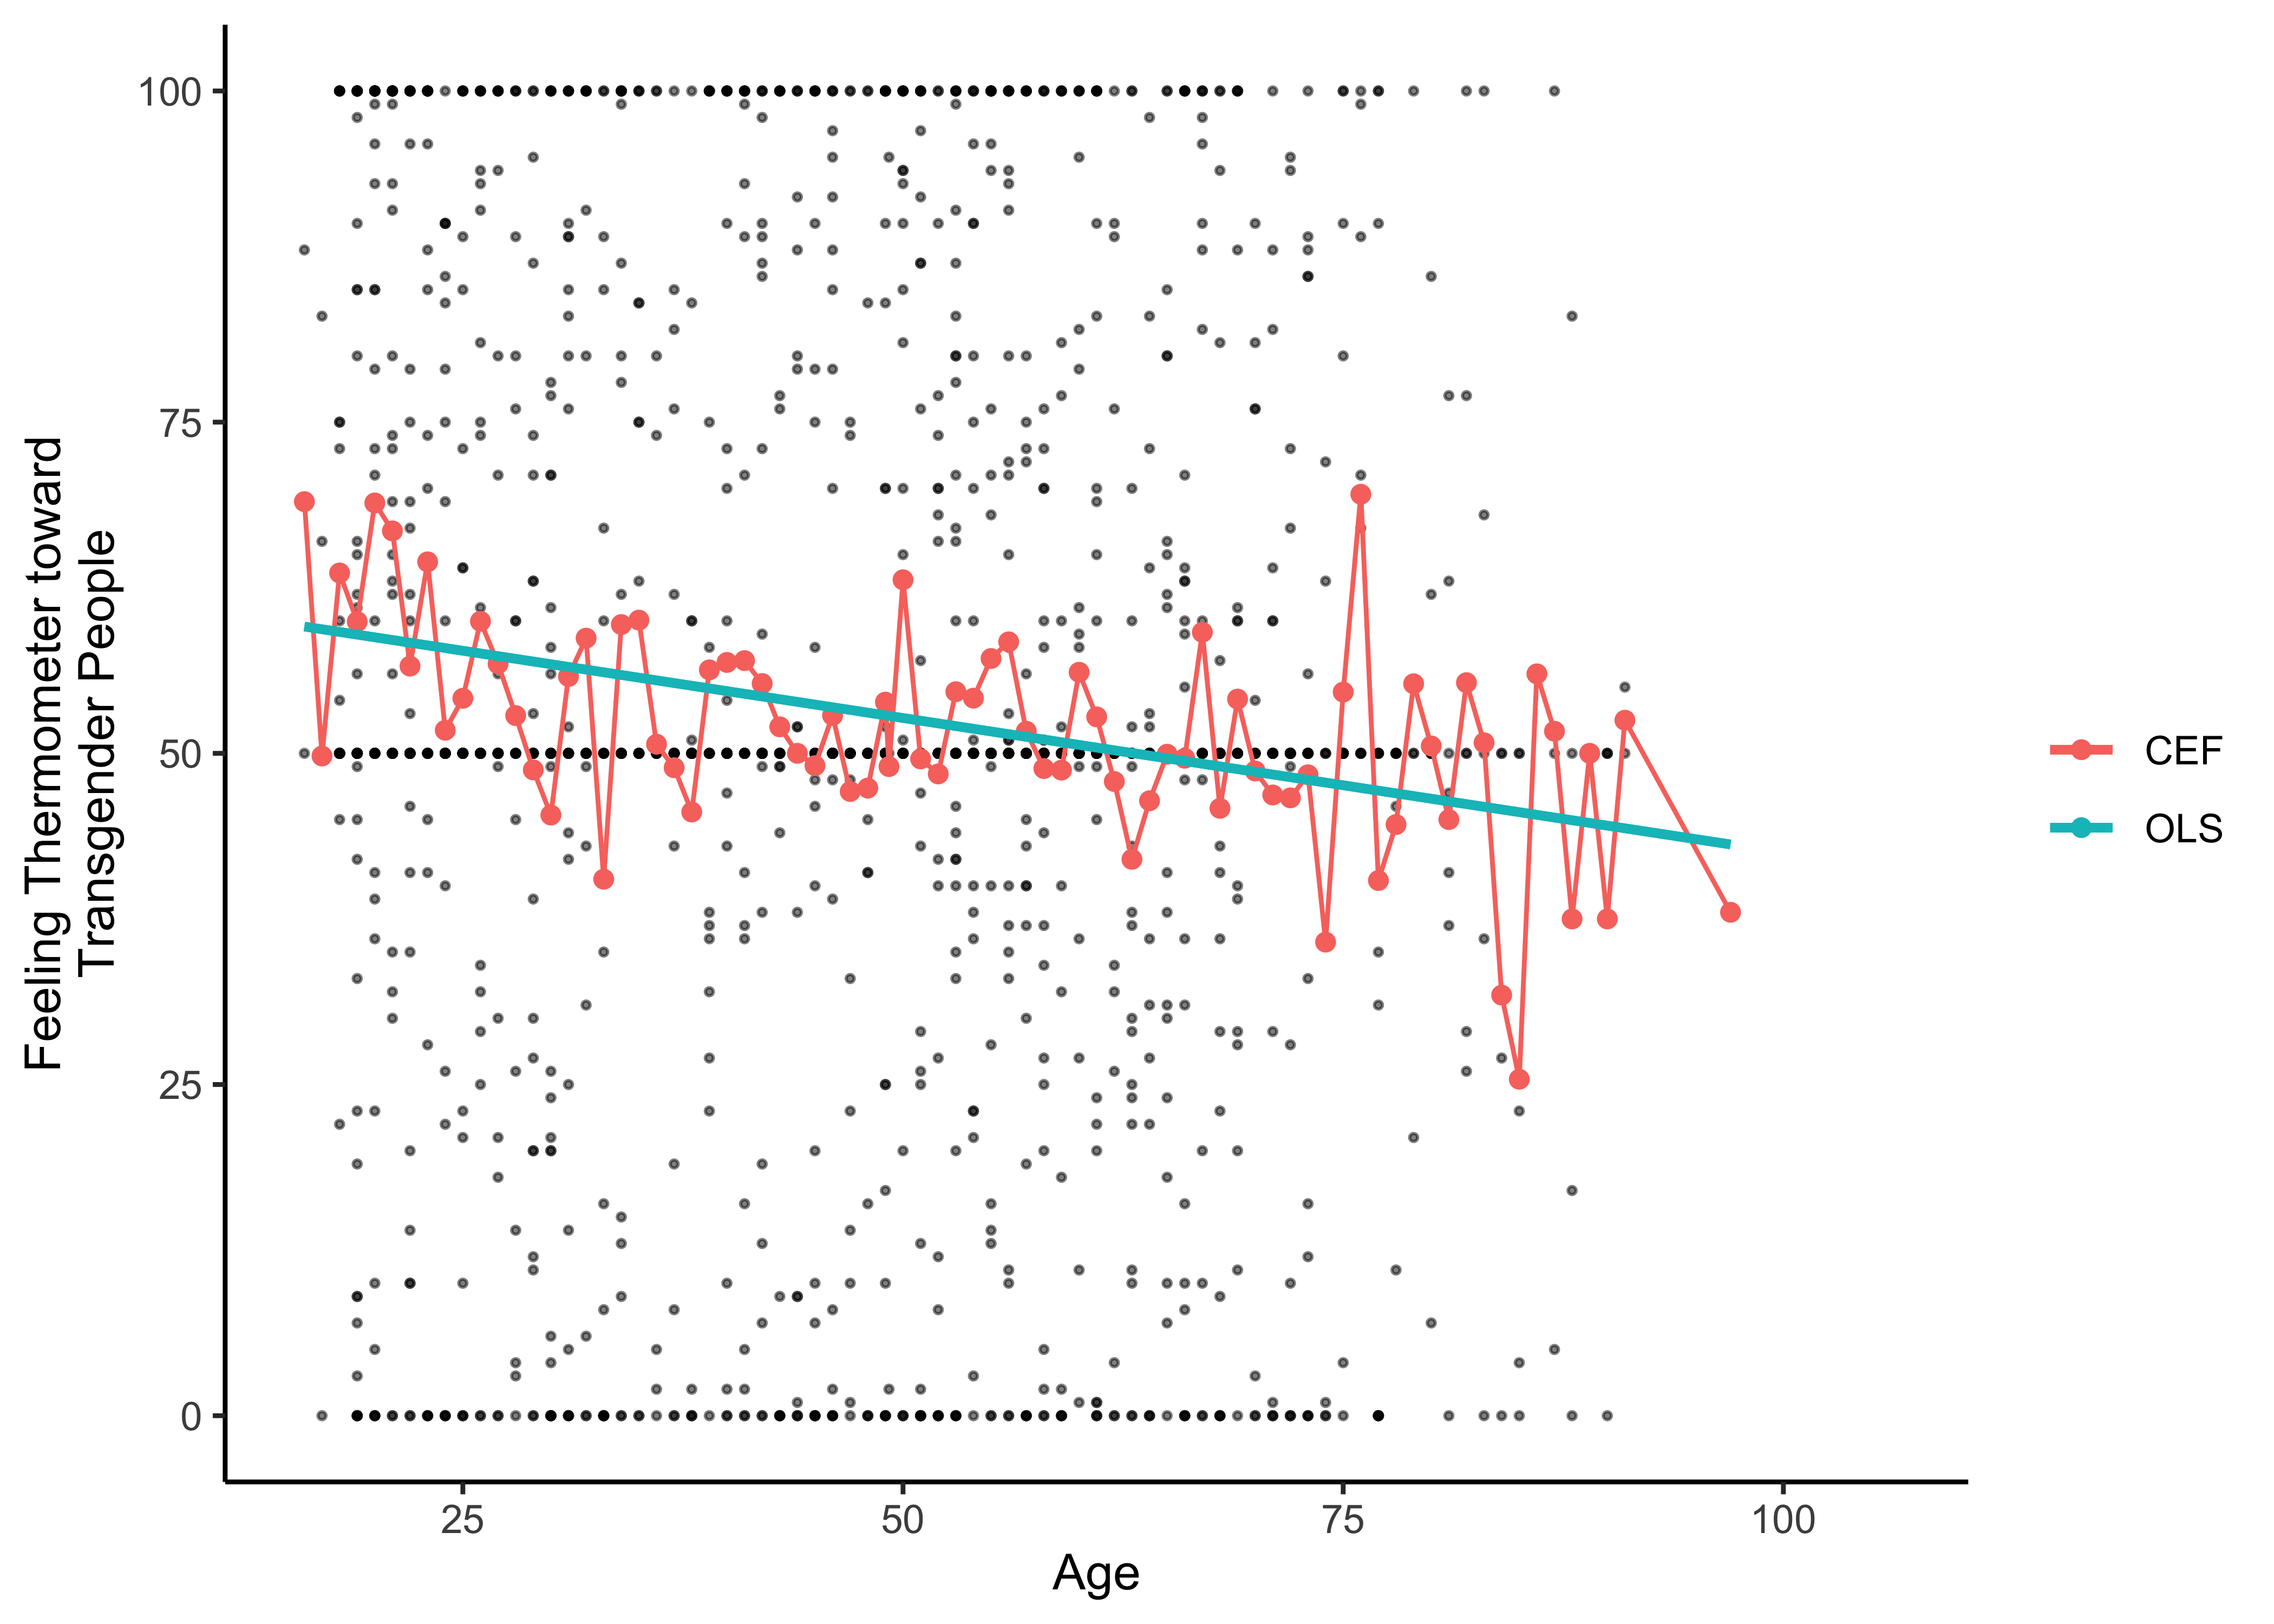 Feeling Thermometer toward
Transgender People
100
75
50
25
0
25
50
75
100
Age
CEF
OLS